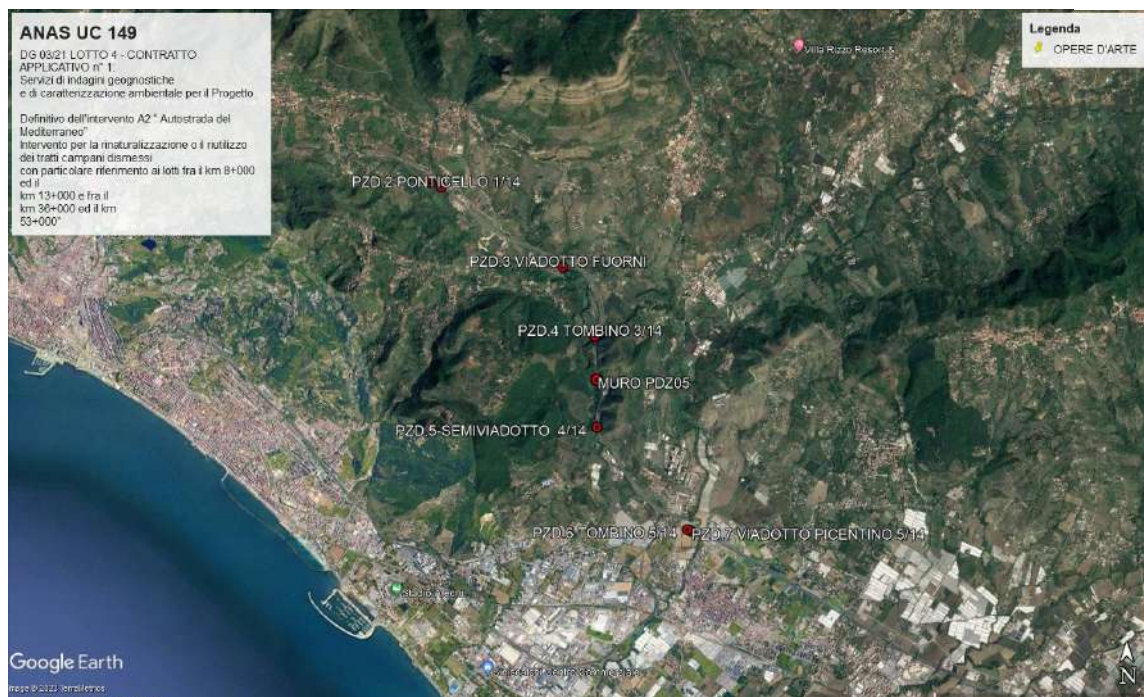 ANAS UC 149
DG 03/21 LOTTO 4 - CONTRATTO
APPLICATIVO n° 1.
Servizi di indagini geognostiche
e di caratterizzazione ambientale per il Progetto
Definitivo dell'intervento A2 " Autostrada del
Mediterraneo"
Intervento per la rinaturalizzazione o il riutilizzo
dei tratti campani dismessi
con particolare riferimento ai lotti fra il km 8+000
ed il
km 13+000 e fra il
km 36+000 ed il km
53+000"
Legenda
OPERE D'ARTE
Villa Rizzo Resort &
PZD.2 PONTICELLO 1/14
PZD.3 VIADOTTO FUORNI
PZD.4 TOMBINO 3/14
MURO PDZ05
PZD.5-SEMIVIADOTTO 4/14
PZD.6 TOMBINO 5/14
PZD.7 VIADOTTO PICENTINO 5/14
Stadio Arechi
Google Earth
Image © 2023 TerraMetrics
N